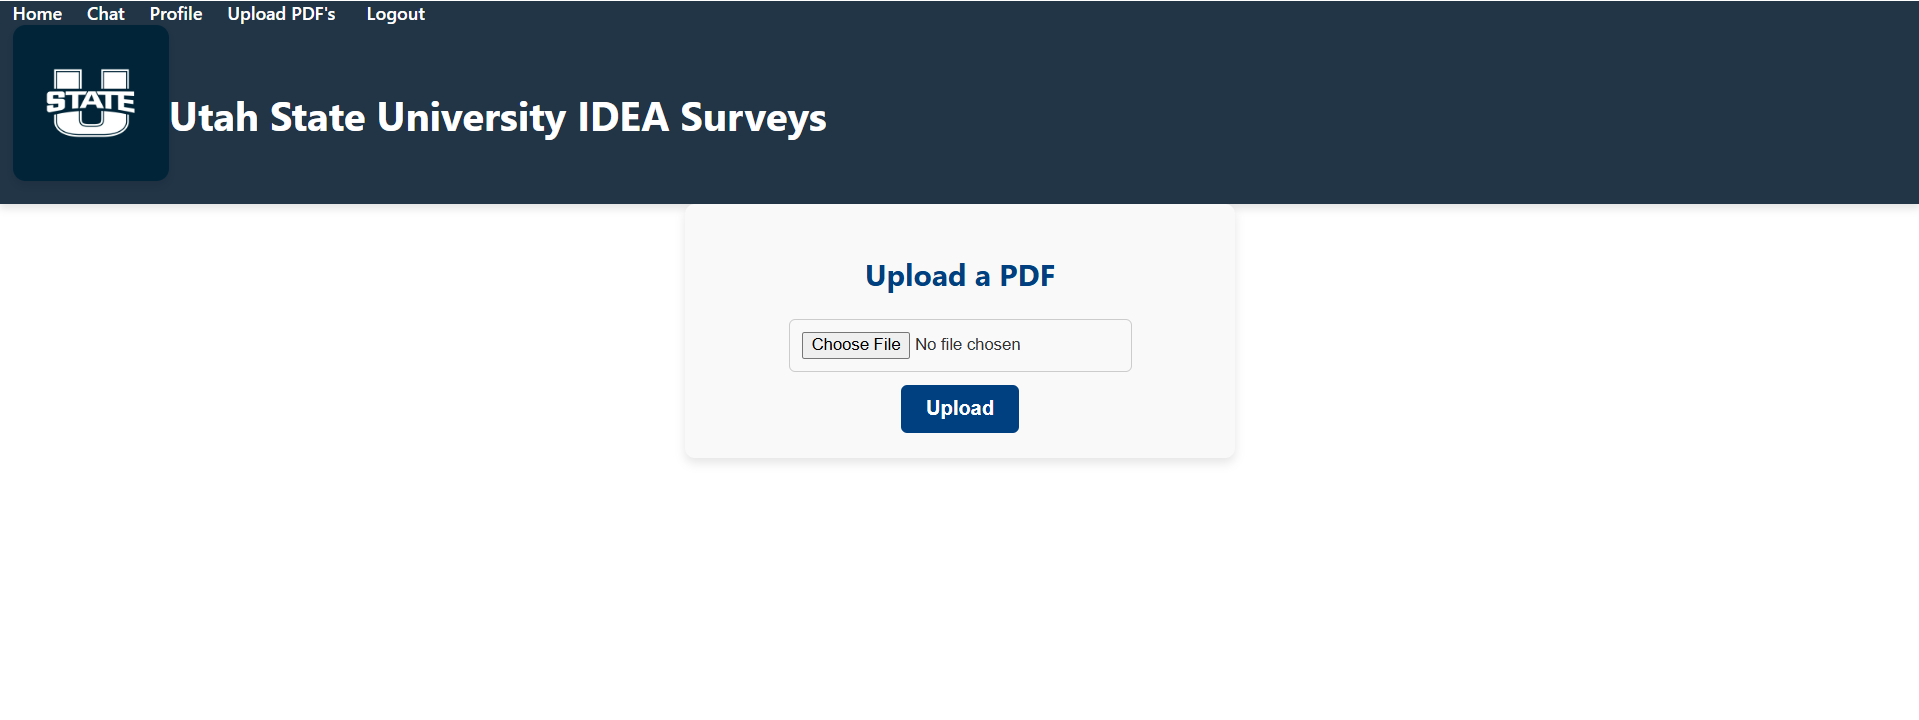 Home Chat Profile Upload PDF's Logout
U
STATE
Utah State University IDEA Surveys
Upload a PDF
Choose File No file chosen
Upload